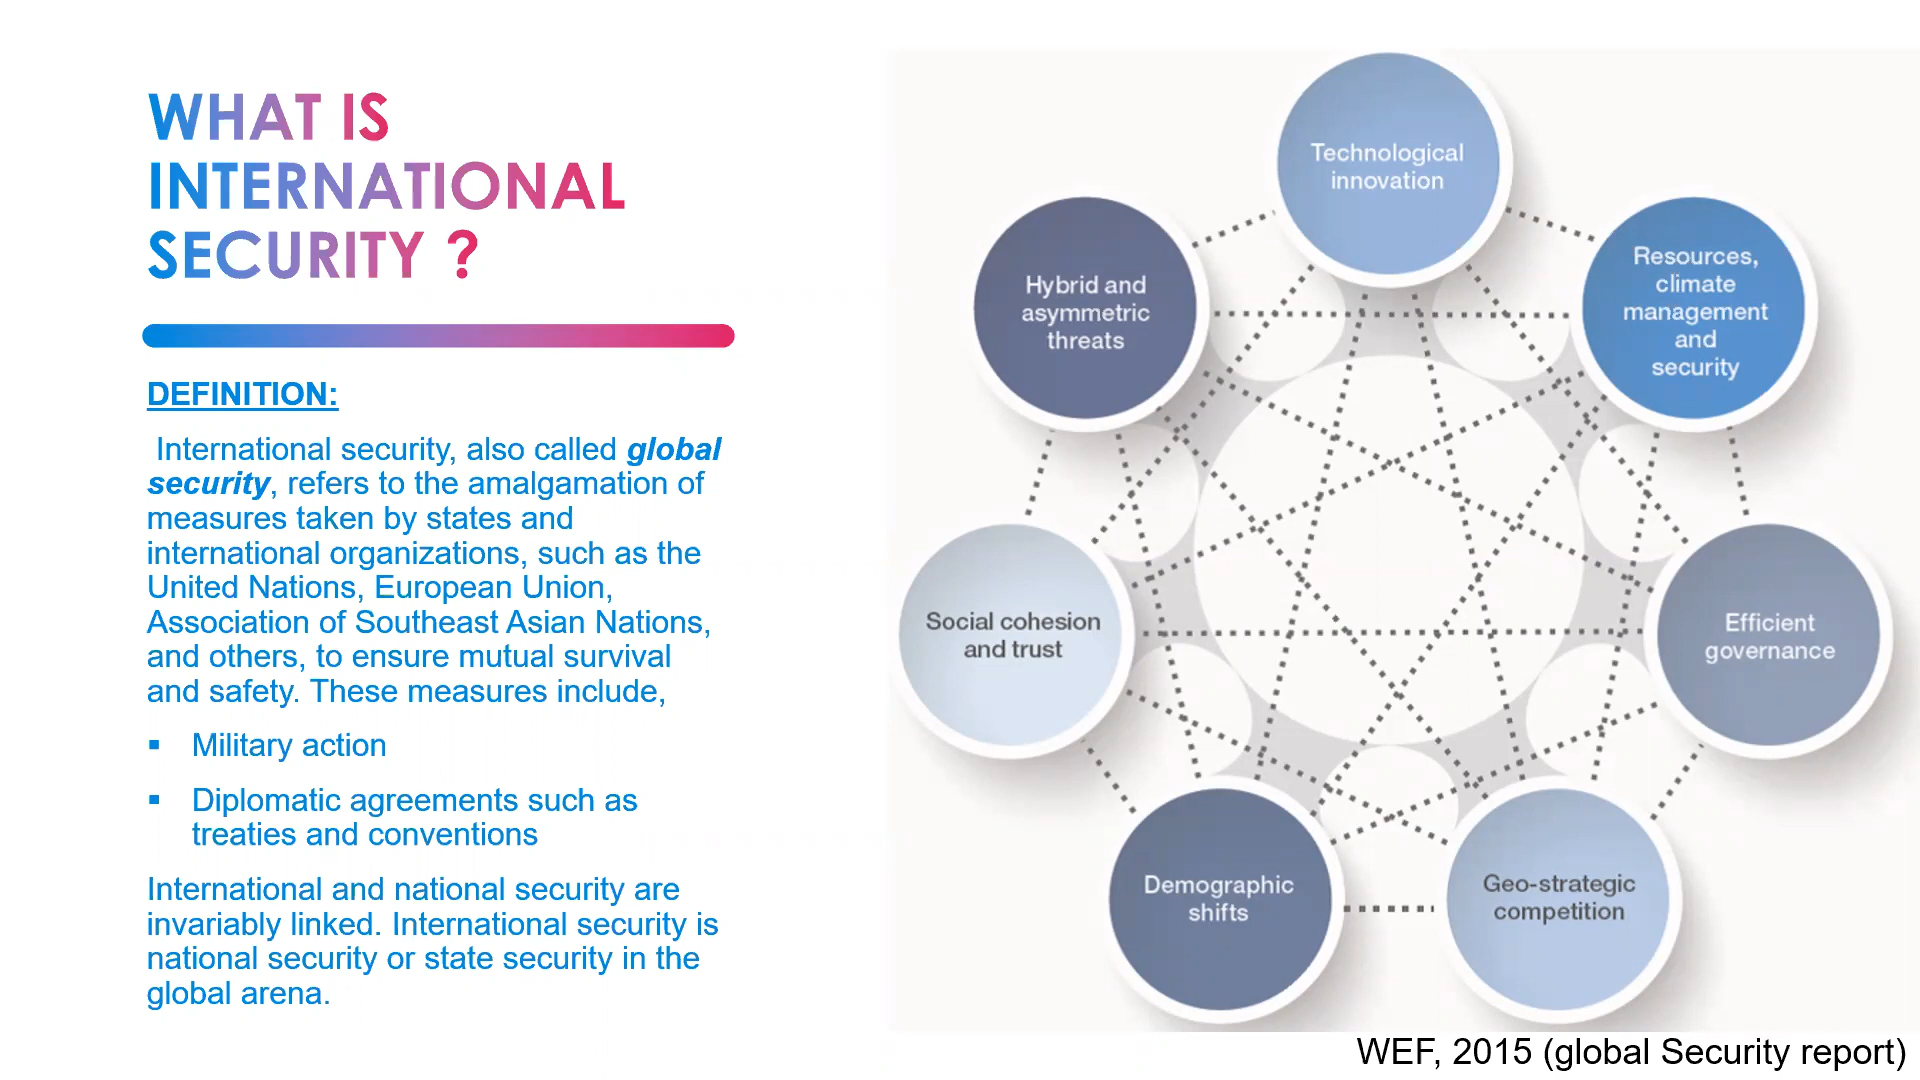 WHAT IS
INTERNATIONAL
SECURITY ?
DEFINITION:
International security, also called global
security, refers to the amalgamation of
measures taken by states and
international organizations, such as the
United Nations, European Union,
Association of Southeast Asian Nations,
and others, to ensure mutual survival
and safety. These measures include,
▪ Military action
▪ Diplomatic agreements such as
treaties and conventions
International and national security are
invariably linked. International security is
national security or state security in the
global arena.
Technological
innovation
Hybrid and
asymmetric
threats
Resources,
climate
management
and
security
Social cohesion
and trust
Efficient
governance
Demographic
shifts
Geo-strategic
competition
WEF, 2015 (global Security report)